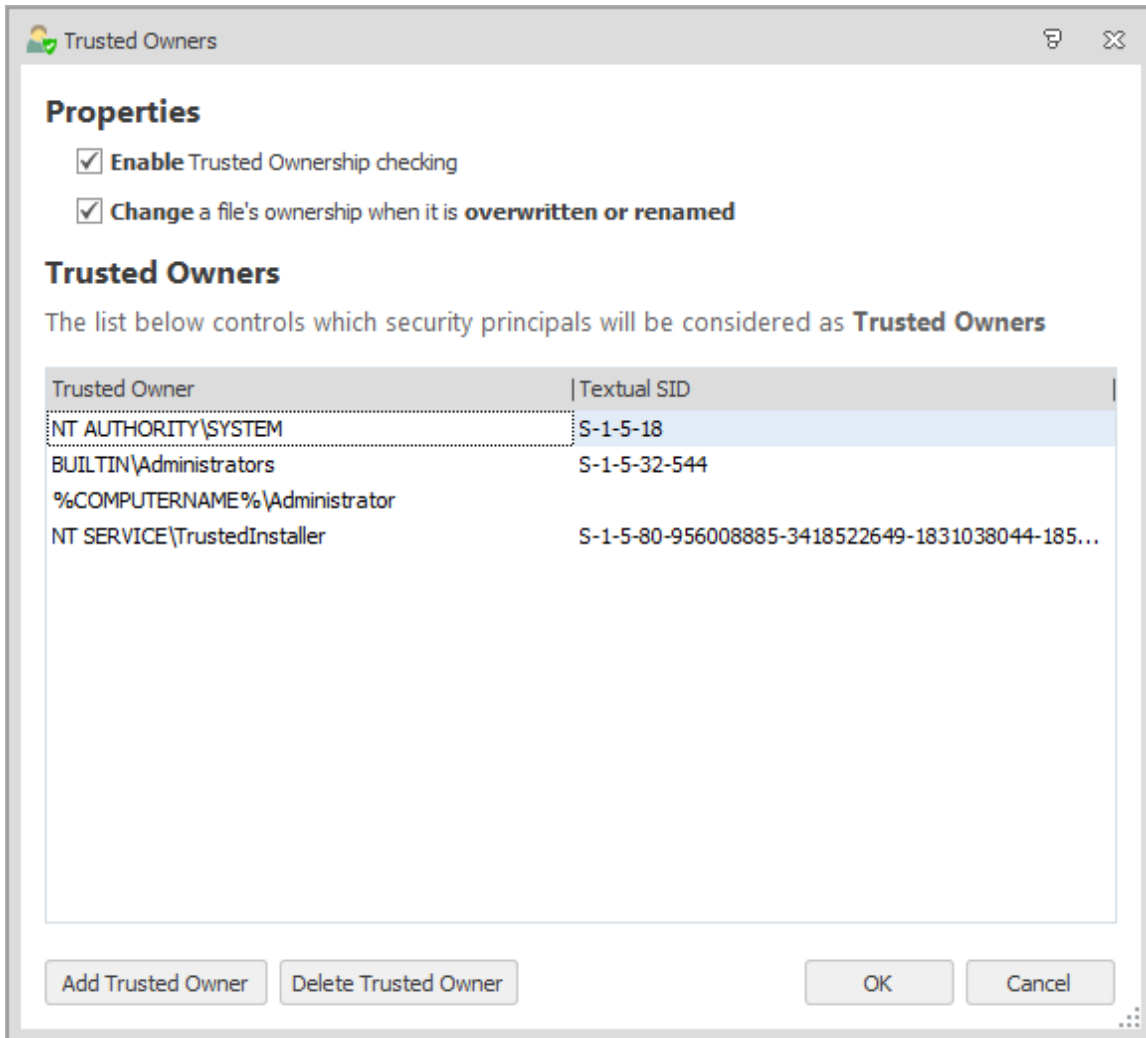 Trusted Owners
Properties
Enable Trusted Ownership checking
Change a file's ownership when it is overwritten or renamed
Trusted Owners
The list below controls which security principals will be considered as Trusted Owners
Trusted Owner | Textual SID |
NT AUTHORITY\SYSTEM S-1-5-18
BUILTIN\Administrators S-1-5-32-544
%COMPUTERNAME%\Administrator
NT SERVICE\TrustedInstaller S-1-5-80-956008885-3418522649-1831038044-185...
Add Trusted Owner Delete Trusted Owner OK Cancel